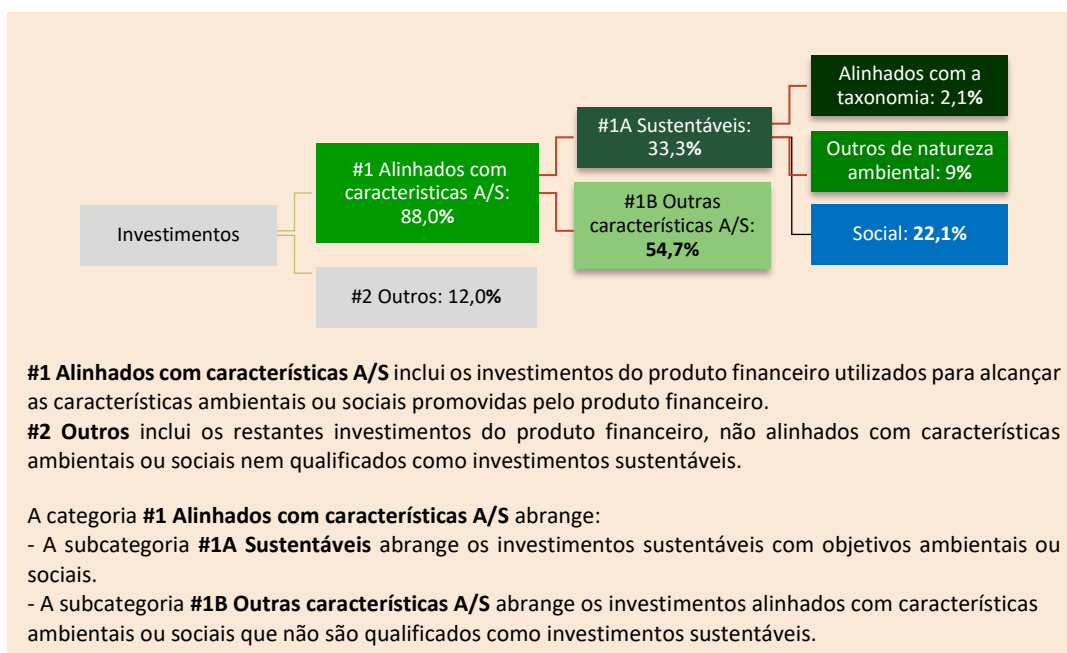 Investimentos
#1 Alinhados com
caracteristicas A/S:
88,0%
#2 Outros: 12,0%
#1A Sustentáveis:
33,3%
#1B Outras
características A/S:
54,7%
Alinhados com a
taxonomia: 2,1%
Outros de natureza
ambiental: 9%
Social: 22,1%
#1 Alinhados com características A/S inclui os investimentos do produto financeiro utilizados para alcançar
as características ambientais ou sociais promovidas pelo produto financeiro.
#2 Outros inclui os restantes investimentos do produto financeiro, não alinhados com características
ambientais ou sociais nem qualificados como investimentos sustentáveis.
A categoria #1 Alinhados com características A/S abrange:
- A subcategoria #1A Sustentáveis abrange os investimentos sustentáveis com objetivos ambientais ou
sociais.
- A subcategoria #1B Outras características A/S abrange os investimentos alinhados com características
ambientais ou sociais que não são qualificados como investimentos sustentáveis.